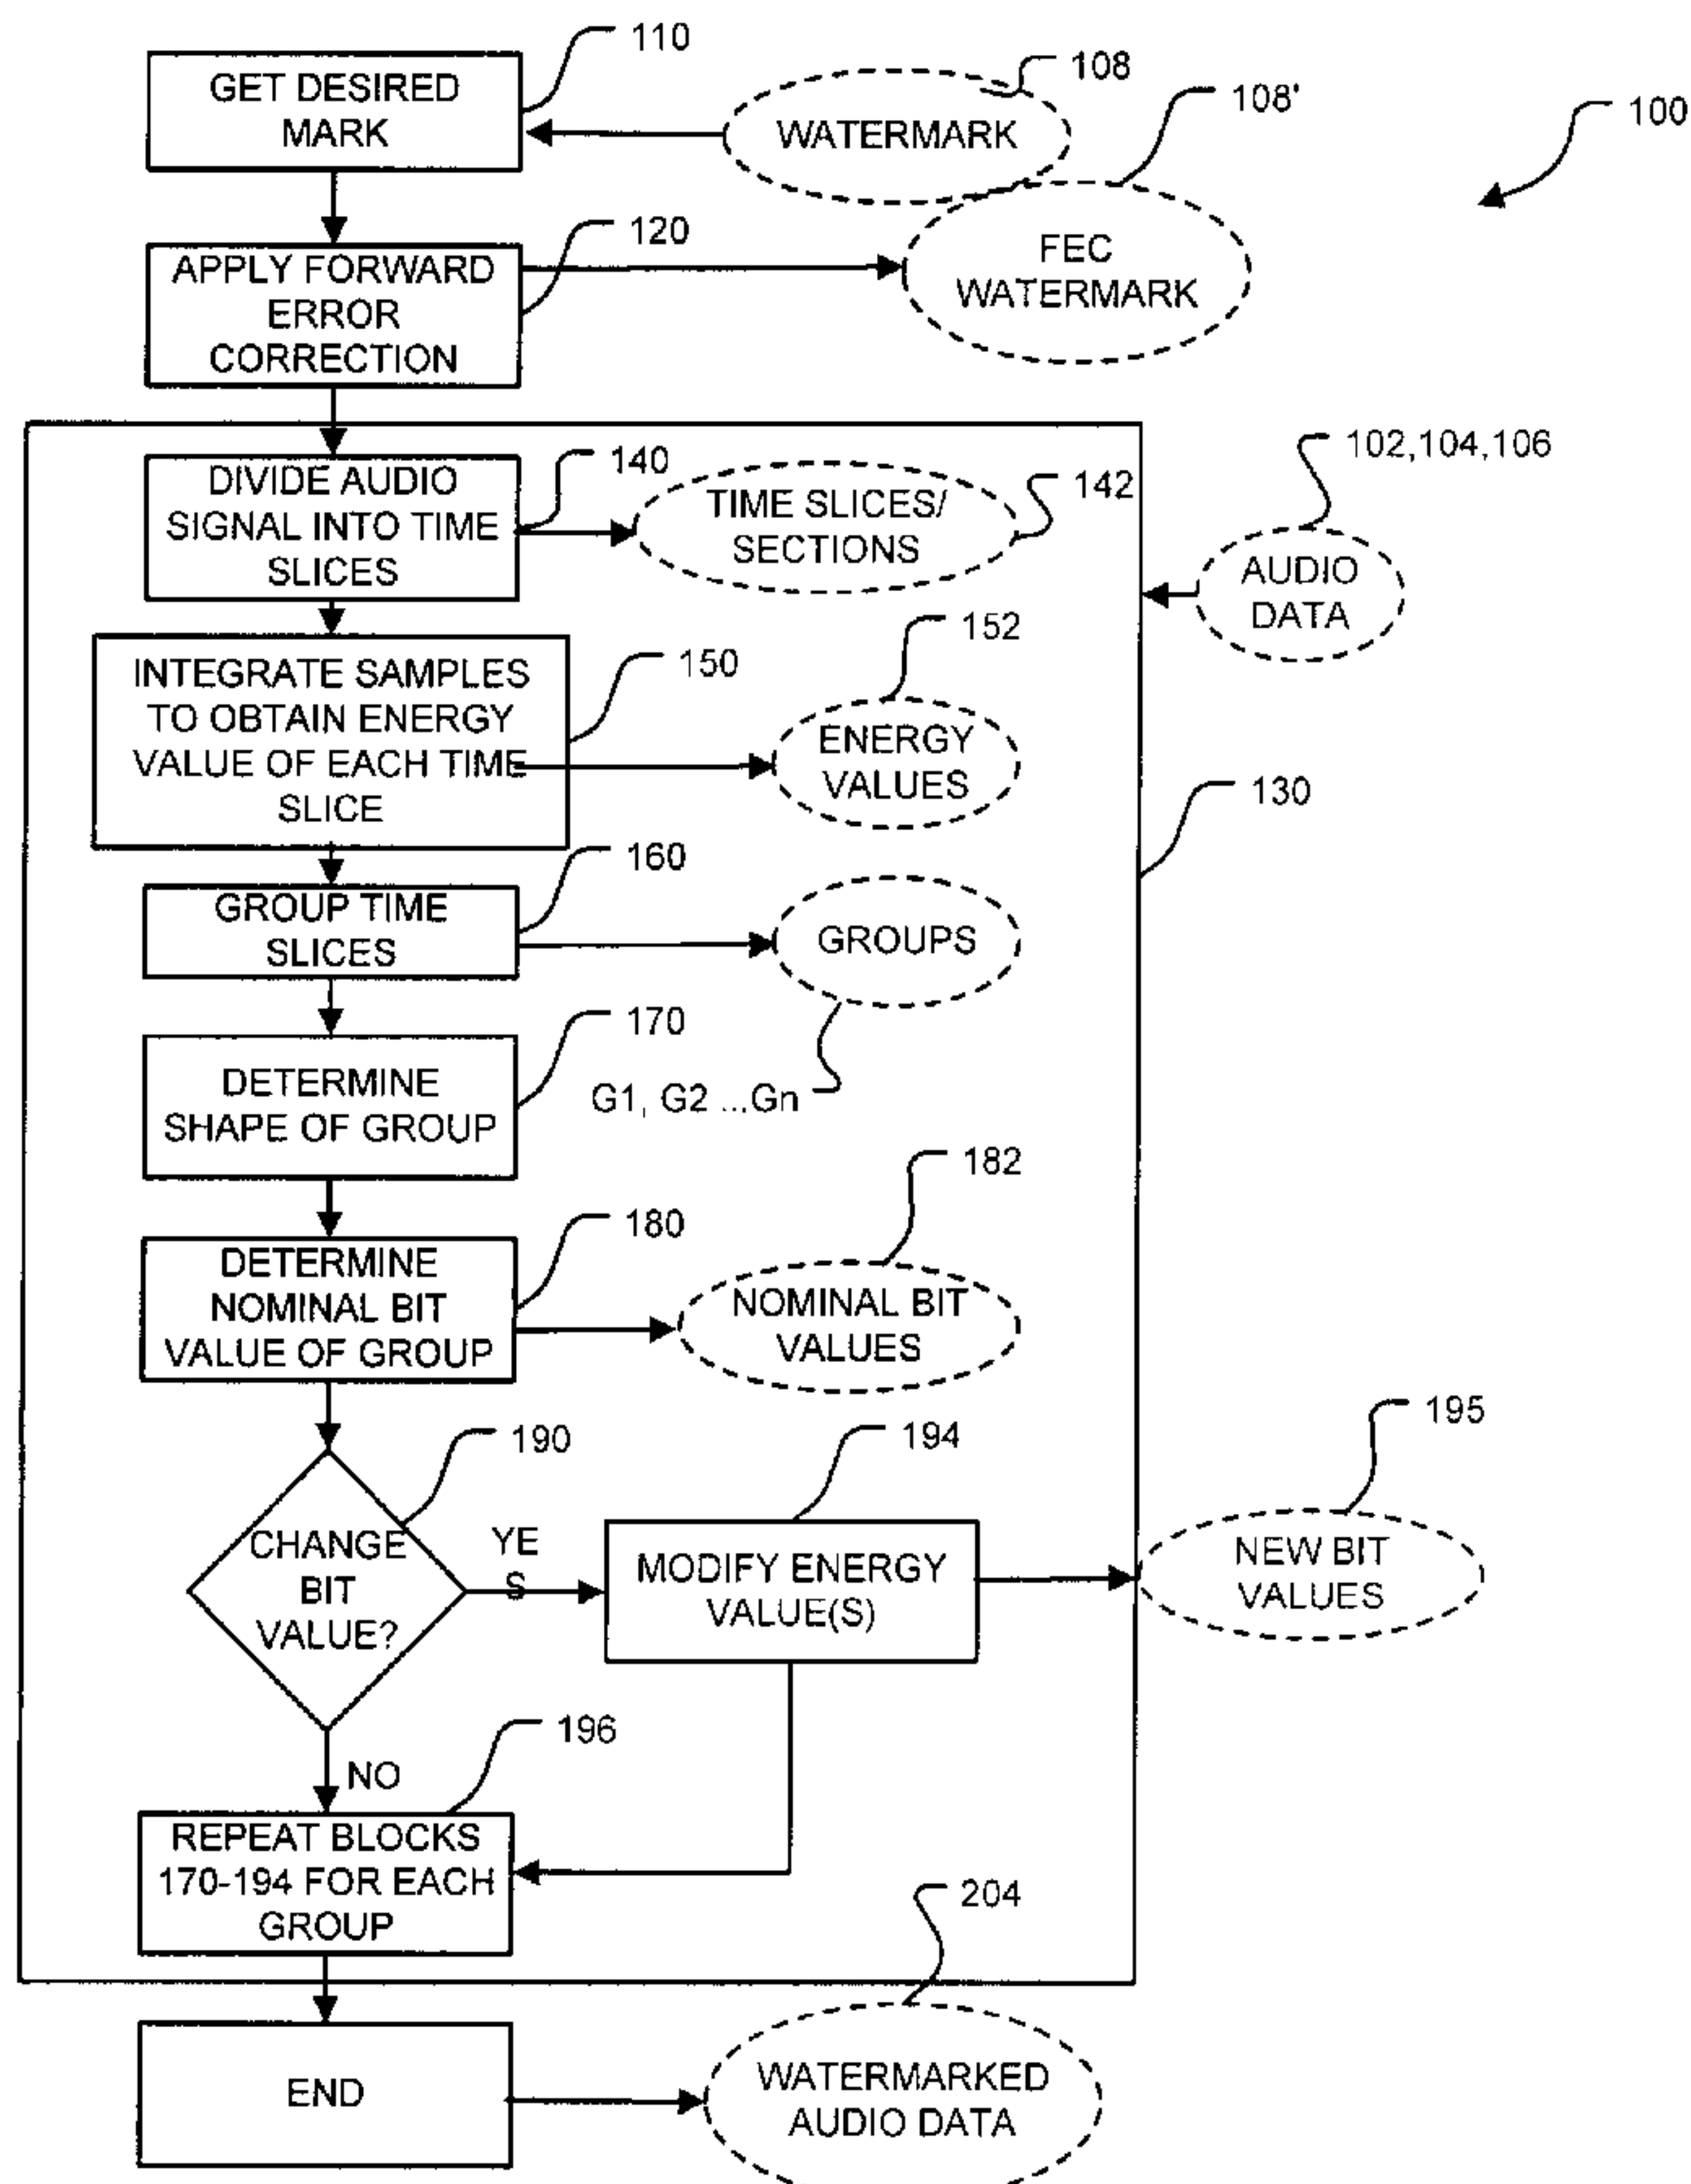 110
GET DESIRED
MARK
WATERMARK
108
108'
100
120
APPLY FORWARD
ERROR
CORRECTION
FEC
WATERMARK
140
DIVIDE AUDIO
SIGNAL INTO TIME
SLICES
TIME SLICES/
SECTIONS
142
102,104,106
AUDIO
DATA
150
INTEGRATE SAMPLES
TO OBTAIN ENERGY
VALUE OF EACH TIME
SLICE
152
ENERGY
VALUES
130
160
GROUP TIME
SLICES
GROUPS
G1, G2 ...Gn
170
DETERMINE
SHAPE OF GROUP
180
DETERMINE
NOMINAL BIT
VALUE OF GROUP
182
NOMINAL BIT
VALUES
190
CHANGE
BIT
VALUE?
YE
S
194
MODIFY ENERGY
VALUE(S)
195
NEW BIT
VALUES
NO
196
REPEAT BLOCKS
170-194 FOR EACH
GROUP
204
END
WATERMARKED
AUDIO DATA